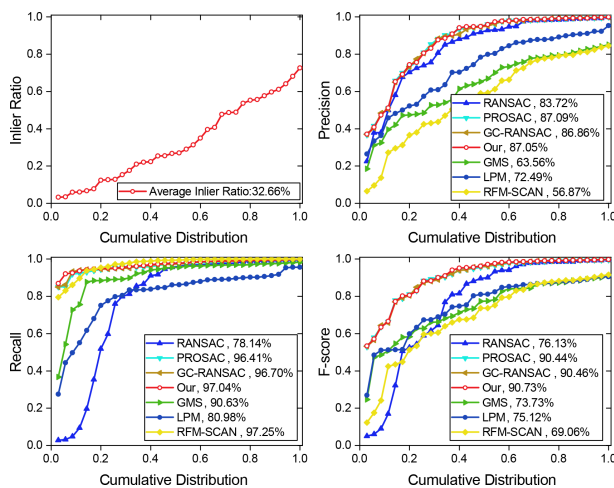 1.0
0.8
0.6
0.4
0.2
0.0
Inlier Ratio
Average Inlier Ratio:32.66%
0.0 0.2 0.4 0.6 0.8 1.0
Cumulative Distribution
1.0
0.8
0.6
0.4
0.2
0.0
Precision
RANSAC , 83.72%
PROSAC , 87.09%
GC-RANSAC , 86.86%
Our , 87.05%
GMS , 63.56%
LPM , 72.49%
RFM-SCAN , 56.87%
0.0 0.2 0.4 0.6 0.8 1.0
Cumulative Distribution
1.0
0.8
0.6
0.4
0.2
0.0
Recall
RANSAC , 78.14%
PROSAC , 96.41%
GC-RANSAC , 96.70%
Our , 97.04%
GMS , 90.63%
LPM , 80.98%
RFM-SCAN , 97.25%
0.0 0.2 0.4 0.6 0.8 1.0
Cumulative Distribution
1.0
0.8
0.6
0.4
0.2
0.0
F-score
RANSAC , 76.13%
PROSAC , 90.44%
GC-RANSAC , 90.46%
Our , 90.73%
GMS , 73.73%
LPM , 75.12%
RFM-SCAN , 69.06%
0.0 0.2 0.4 0.6 0.8 1.0
Cumulative Distribution